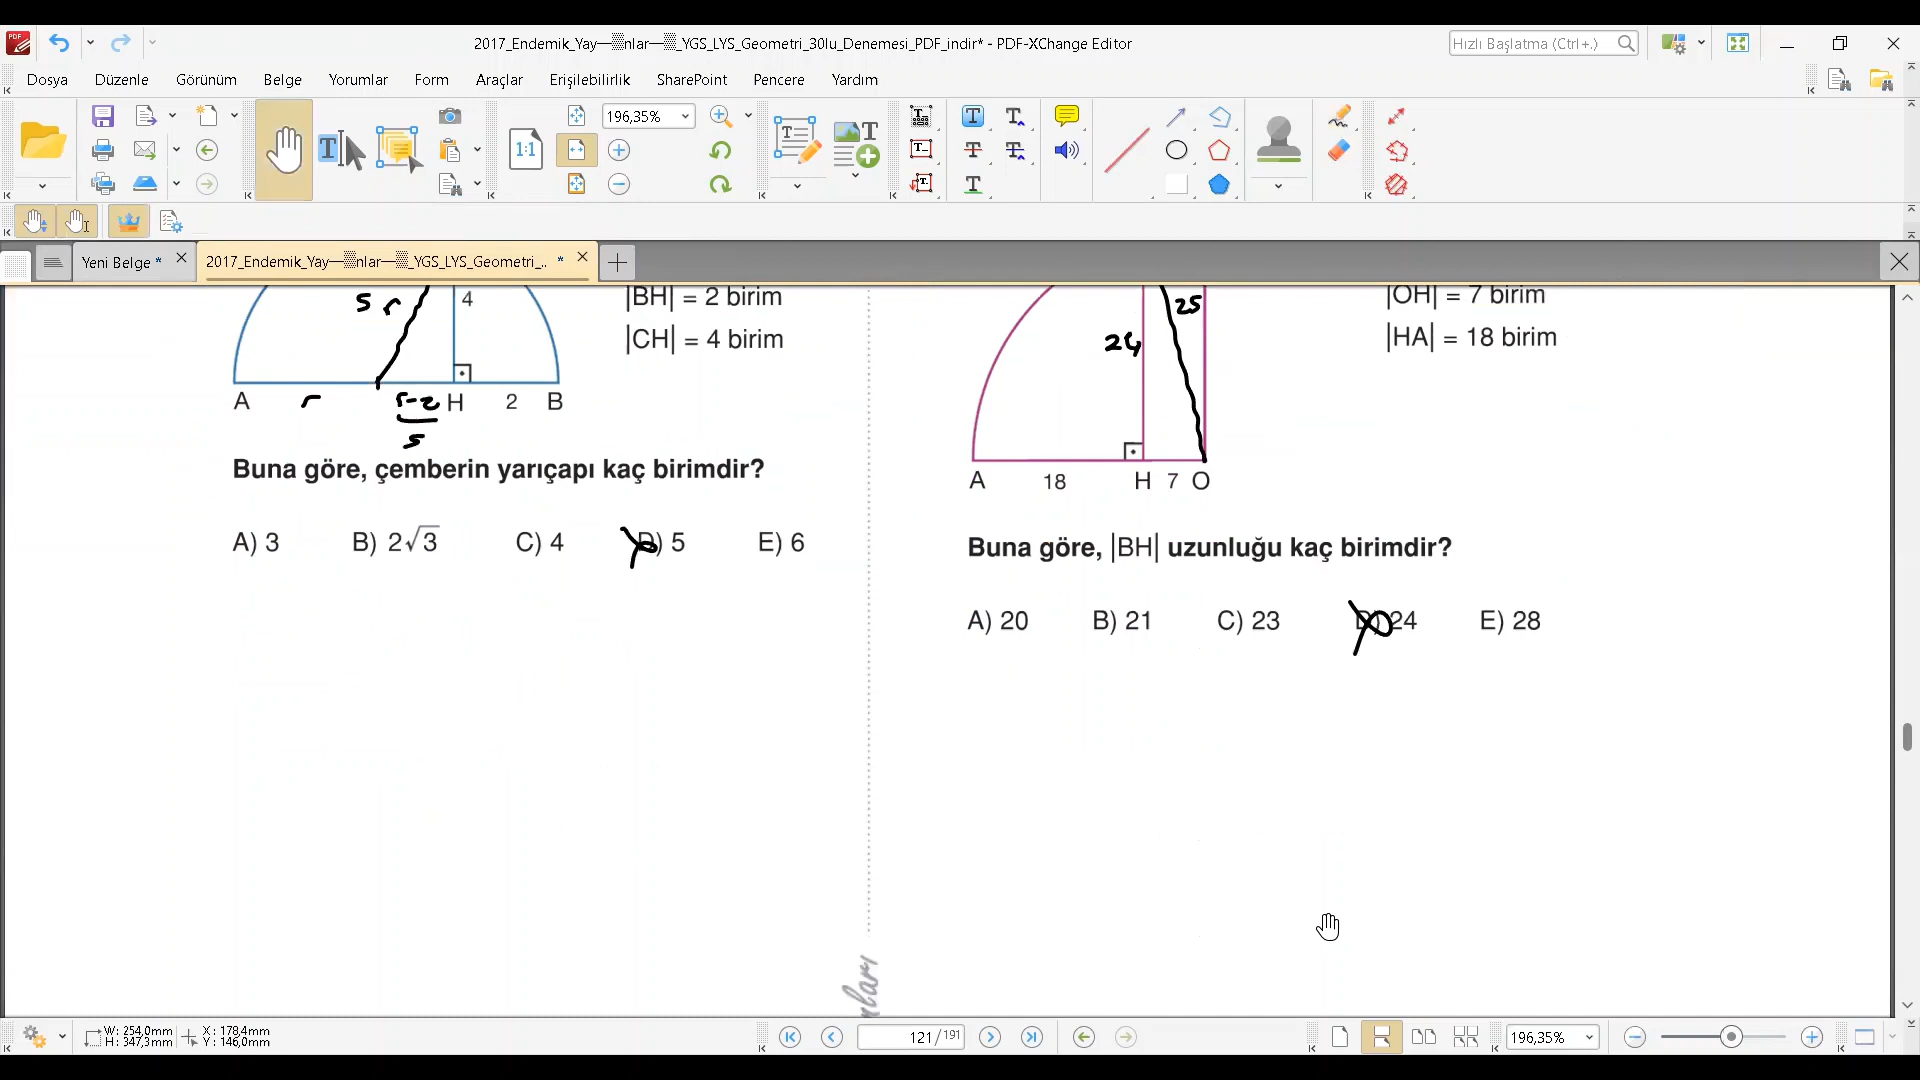 2017_Endemik_Yay—▒nlar—▒_YGS_LYS_Geometri_30lu_Denemesi_PDF_indir* - PDF-XChange Editor
Hızlı Başlatma (Ctrl+.)
Dosya Düzenle Görünüm Belge Yorumlar Form Araçlar Erişilebilirlik SharePoint Pencere Yardım
196,35%
1:1
Yeni Belge *
2017_Endemik_Yay—▒nlar—▒_YGS_LYS_Geometri_.. *
5 r
4
|BH| = 2 birim
|CH| = 4 birim
A r r-2 H 2 B
5
Buna göre, çemberin yarıçapı kaç birimdir?
A) 3 B) 2√3 C) 4 D) 5 E) 6
25
24
|OH| = 7 birim
|HA| = 18 birim
A 18 H 7 O
Buna göre, |BH| uzunluğu kaç birimdir?
A) 20 B) 21 C) 23 D) 24 E) 28
W: 254,0mm
H: 347,3mm
X: 178,4mm
Y: 146,0mm
121 / 191
196,35%